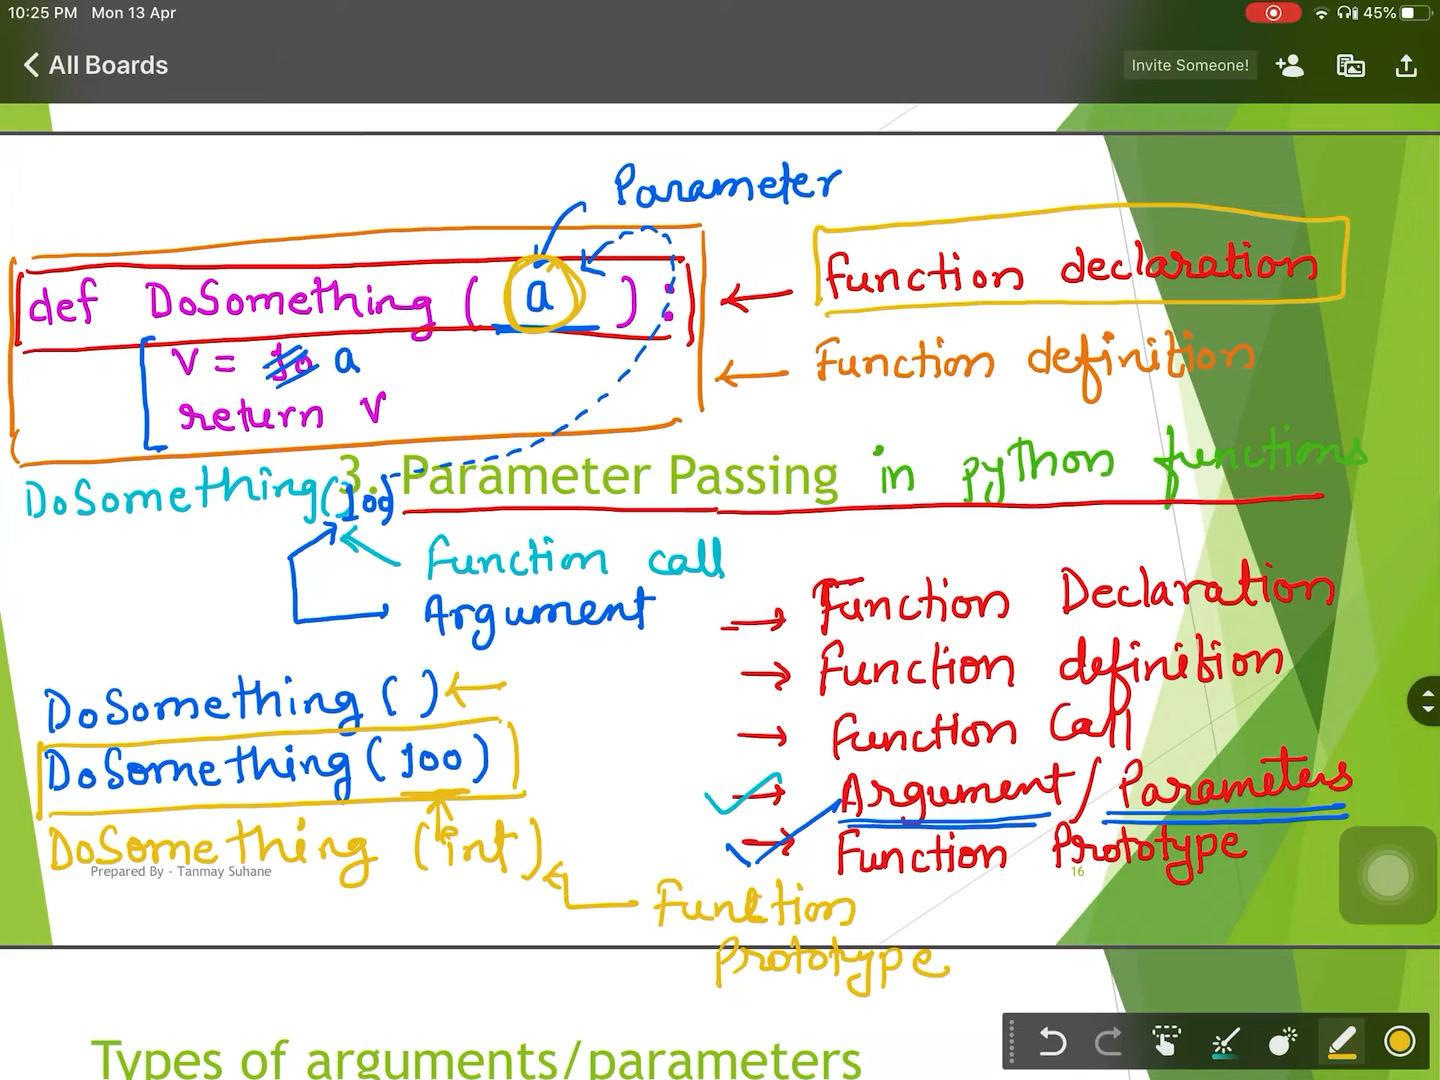 10:25 PM Mon 13 Apr
45%
All Boards
Invite Someone!
Parameter
def DoSomething ( a ) :
function declaration
v = a
Function definition
return v
3. Parameter Passing in python functions
DoSomething(100)
Function call
Argument
Function Declaration
Function definition
Function Call
Argument / Parameters
Function Prototype
DoSomething ( )
DoSomething ( 100 )
DoSomething ( int )
Prepared By - Tanmay Suhane
16
Function
Prototype
Types of arguments/parameters